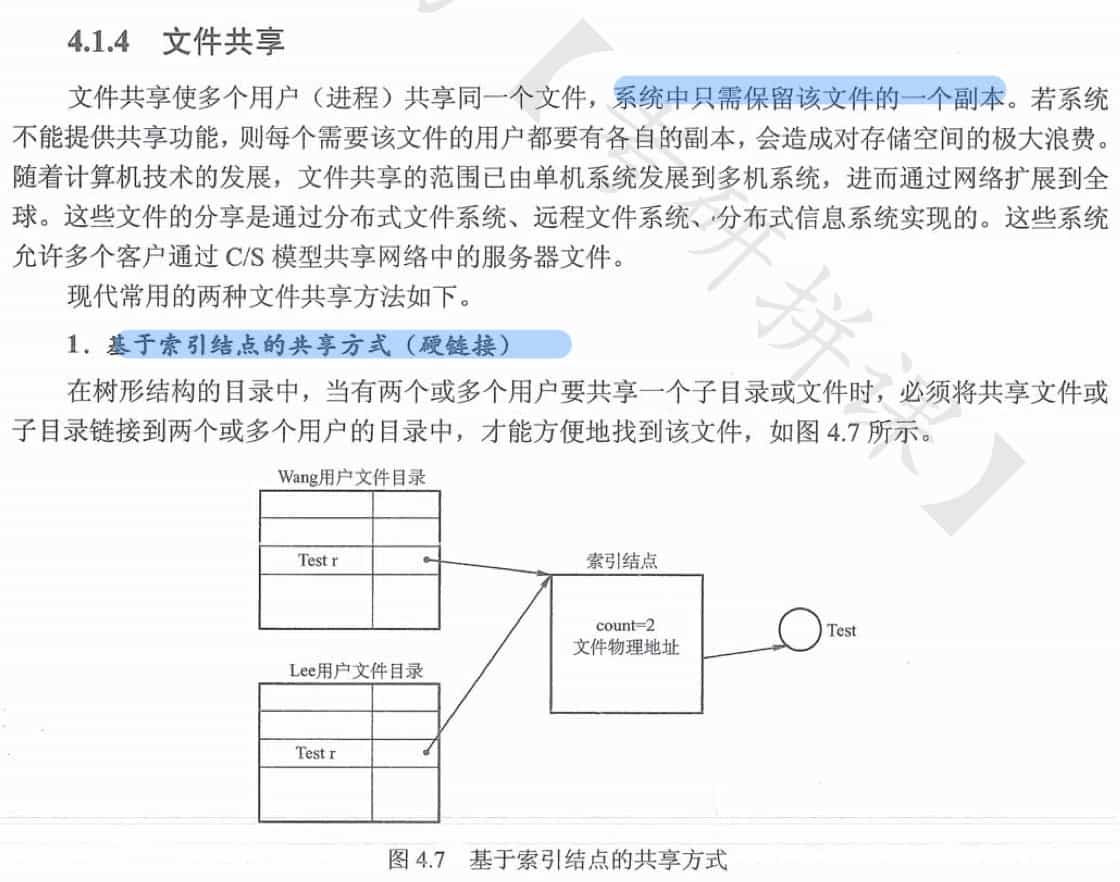 4.1.4 文件共享
文件共享使多个用户（进程）共享同一个文件，系统中只需保留该文件的一个副本。若系统
不能提供共享功能，则每个需要该文件的用户都要有各自的副本，会造成对存储空间的极大浪费。
随着计算机技术的发展，文件共享的范围已由单机系统发展到多机系统，进而通过网络扩展到全
球。这些文件的分享是通过分布式文件系统、远程文件系统、分布式信息系统实现的。这些系统
允许多个客户通过 C/S 模型共享网络中的服务器文件。
现代常用的两种文件共享方法如下。
1．基于索引结点的共享方式（硬链接）
在树形结构的目录中，当有两个或多个用户要共享一个子目录或文件时，必须将共享文件或
子目录链接到两个或多个用户的目录中，才能方便地找到该文件，如图 4.7 所示。
Wang用户文件目录
Test r
索引结点
count=2
文件物理地址
Test
Lee用户文件目录
Test r
图 4.7 基于索引结点的共享方式
【考研拼课】